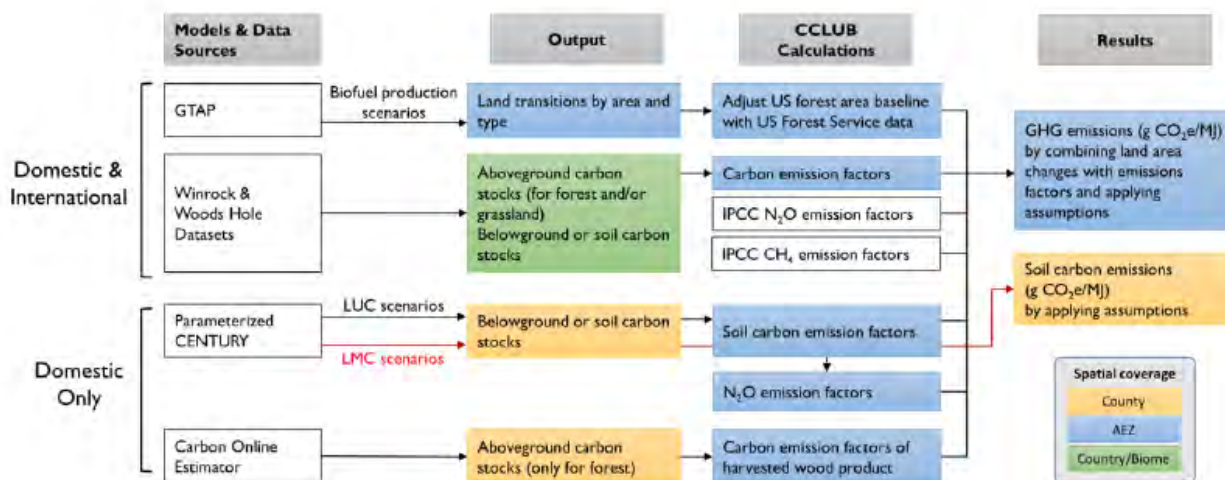 Models & Data
Sources
Output
CCLUB
Calculations
Results
Domestic &
International
GTAP
Biofuel production
scenarios
Land transitions by area and
type
Adjust US forest area baseline
with US Forest Service data
GHG emissions (g CO₂e/MJ)
by combining land area
changes with emissions
factors and applying
assumptions
Winrock &
Woods Hole
Datasets
Aboveground carbon
stocks (for forest and/or
grassland)
Belowground or soil carbon
stocks
Carbon emission factors
IPCC N₂O emission factors
IPCC CH₄ emission factors
Soil carbon emissions
(g CO₂e/MJ)
by applying assumptions
Domestic
Only
Parameterized
CENTURY
LUC scenarios
LMC scenarios
Belowground or soil carbon
stocks
Soil carbon emission factors
N₂O emission factors
Carbon Online
Estimator
Aboveground carbon
stocks (only for forest)
Carbon emission factors of
harvested wood product
Spatial coverage
County
AEZ
Country/Biome